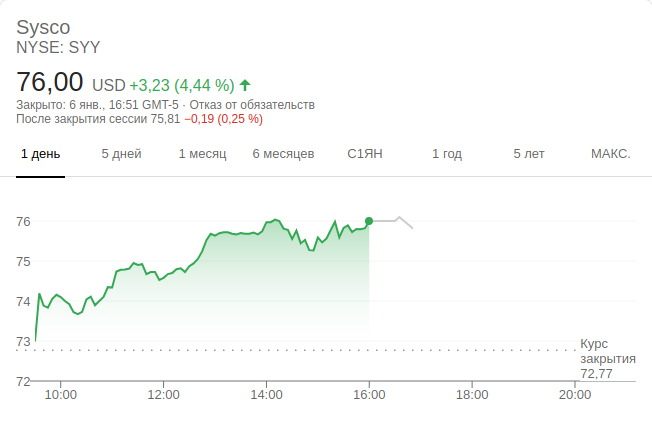 Sysco
NYSE: SYY
76,00 USD +3,23 (4,44 %)
Закрыто: 6 янв., 16:51 GMT-5 · Отказ от обязательств
После закрытия сессии 75,81 −0,19 (0,25 %)
1 день 5 дней 1 месяц 6 месяцев С1ЯН 1 год 5 лет МАКС.
76
75
74
73
Курс
закрытия
72,77
72
10:00 12:00 14:00 16:00 18:00 20:00